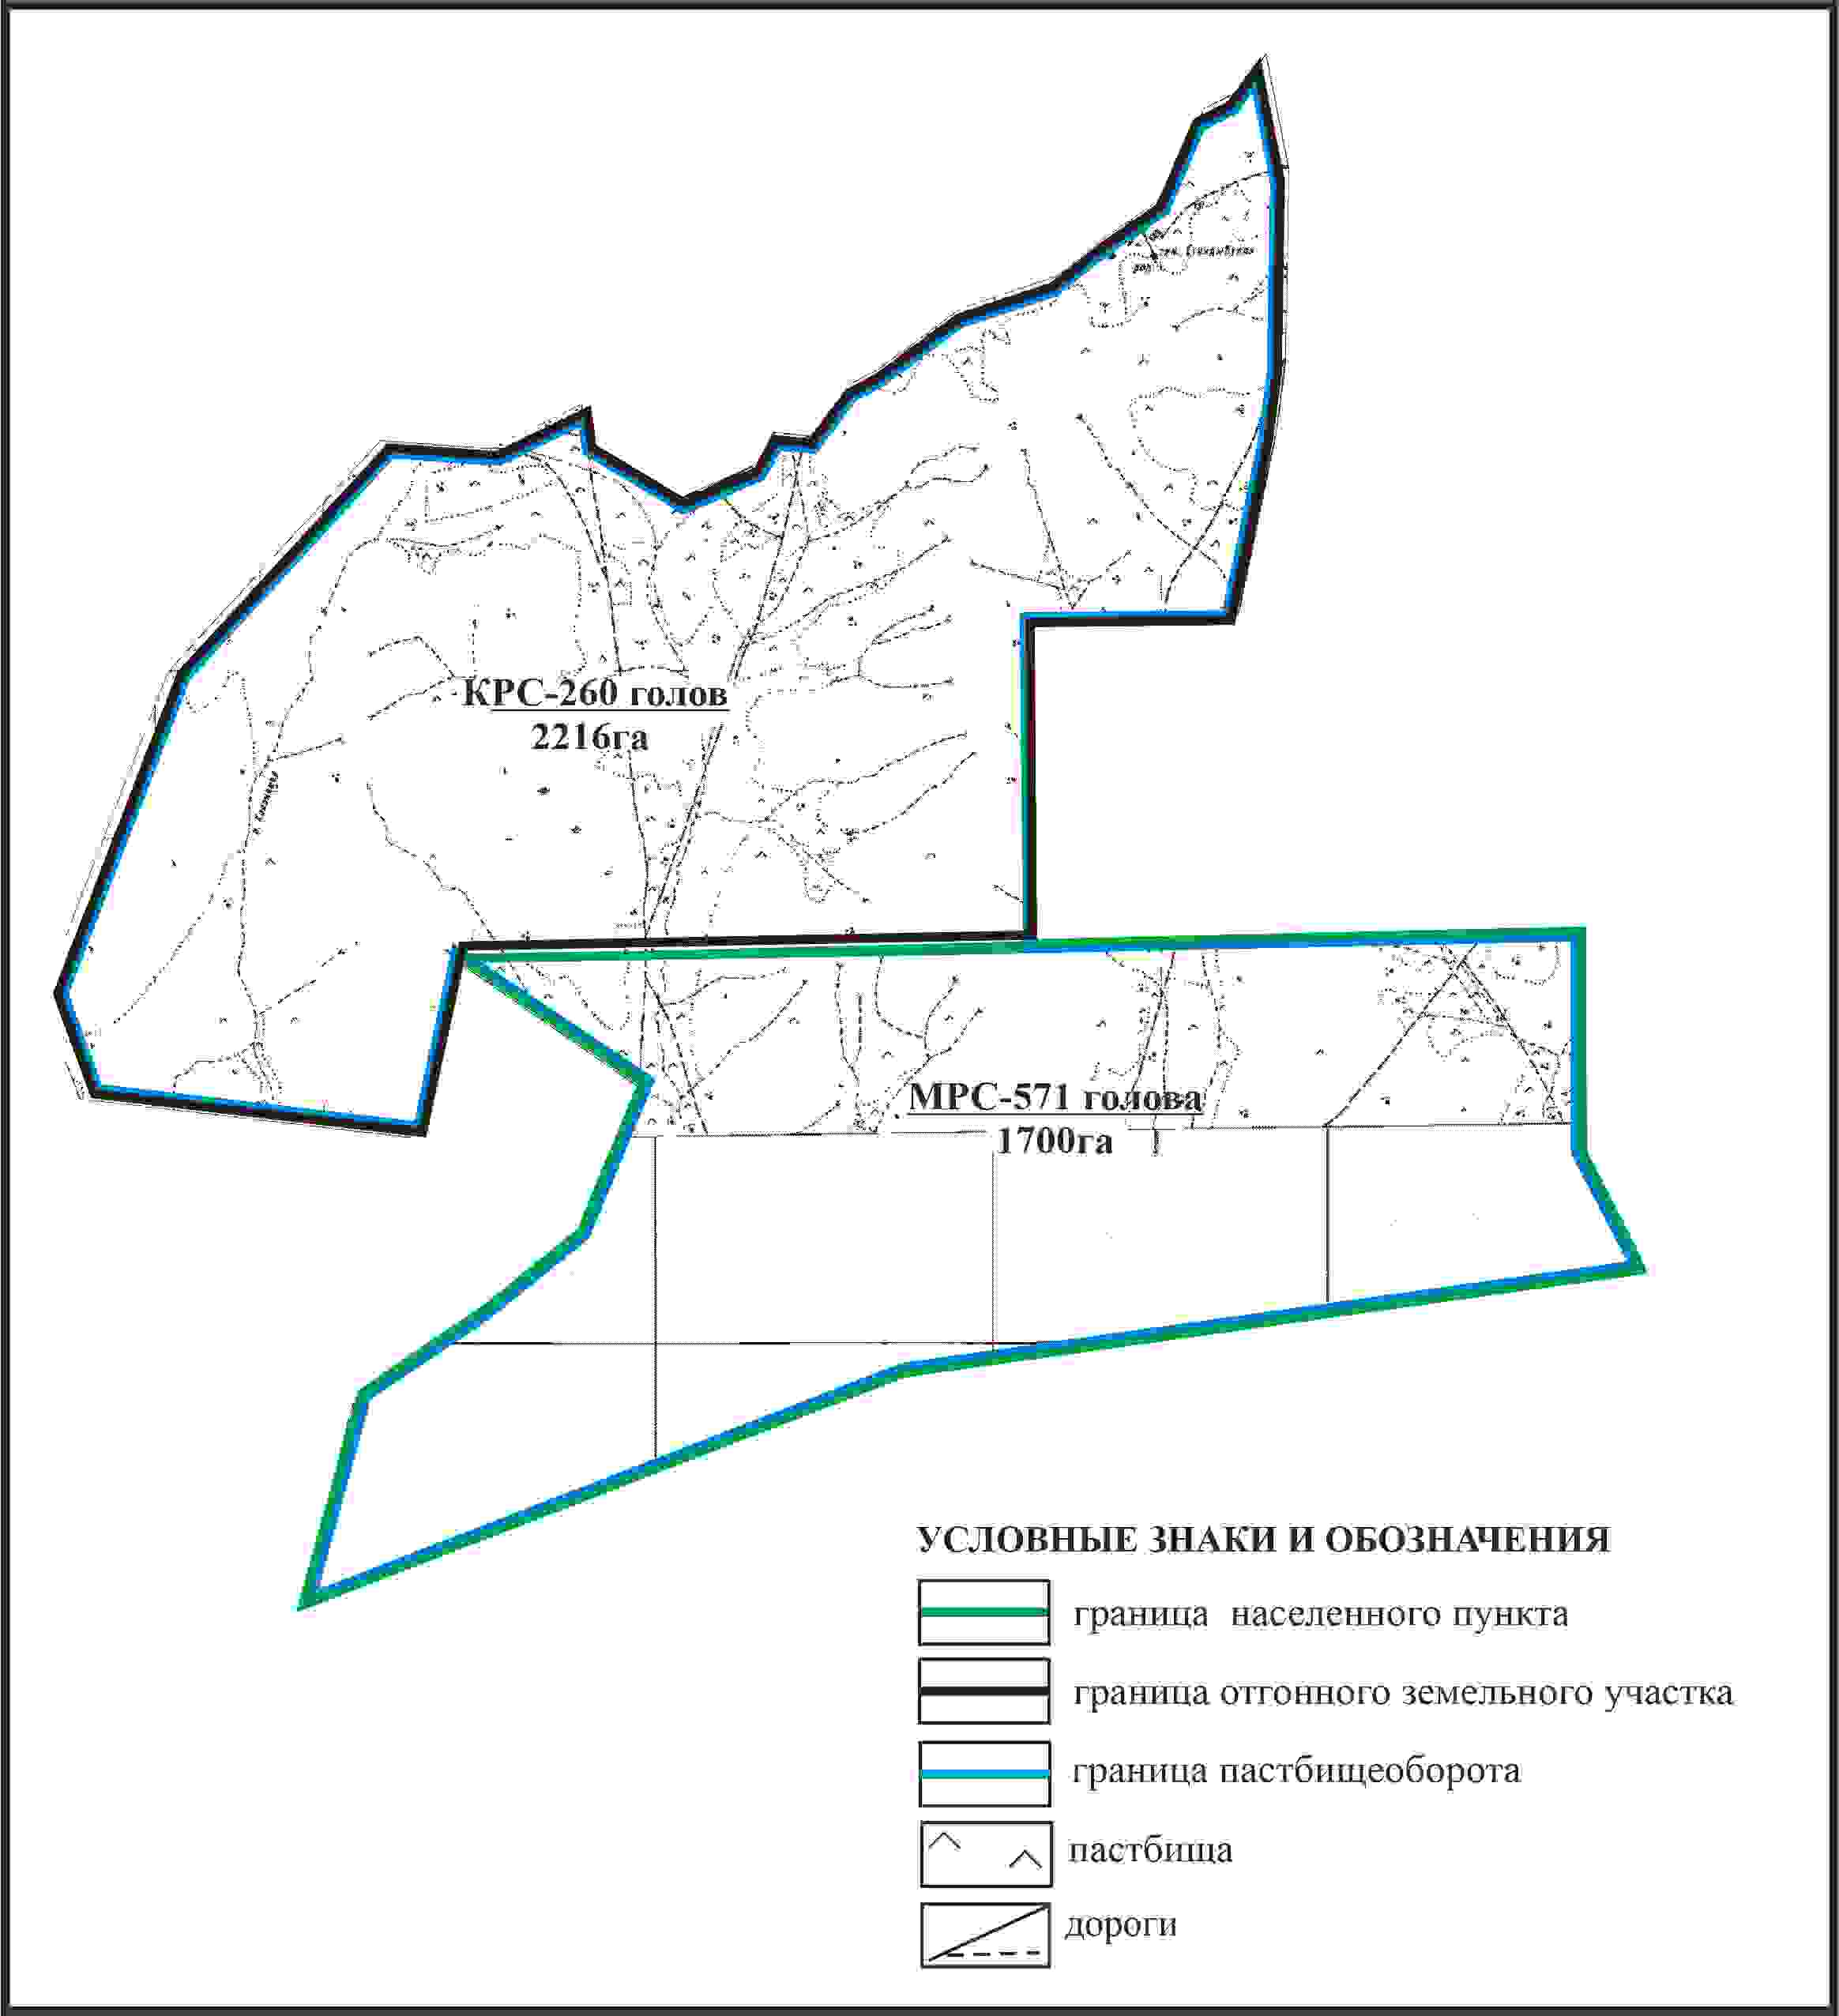 КРС-260 голов
2216га
МРС-571 голова
1700га
УСЛОВНЫЕ ЗНАКИ И ОБОЗНАЧЕНИЯ
граница населенного пункта
граница отгонного земельного участка
граница пастбищеоборота
пастбища
дороги